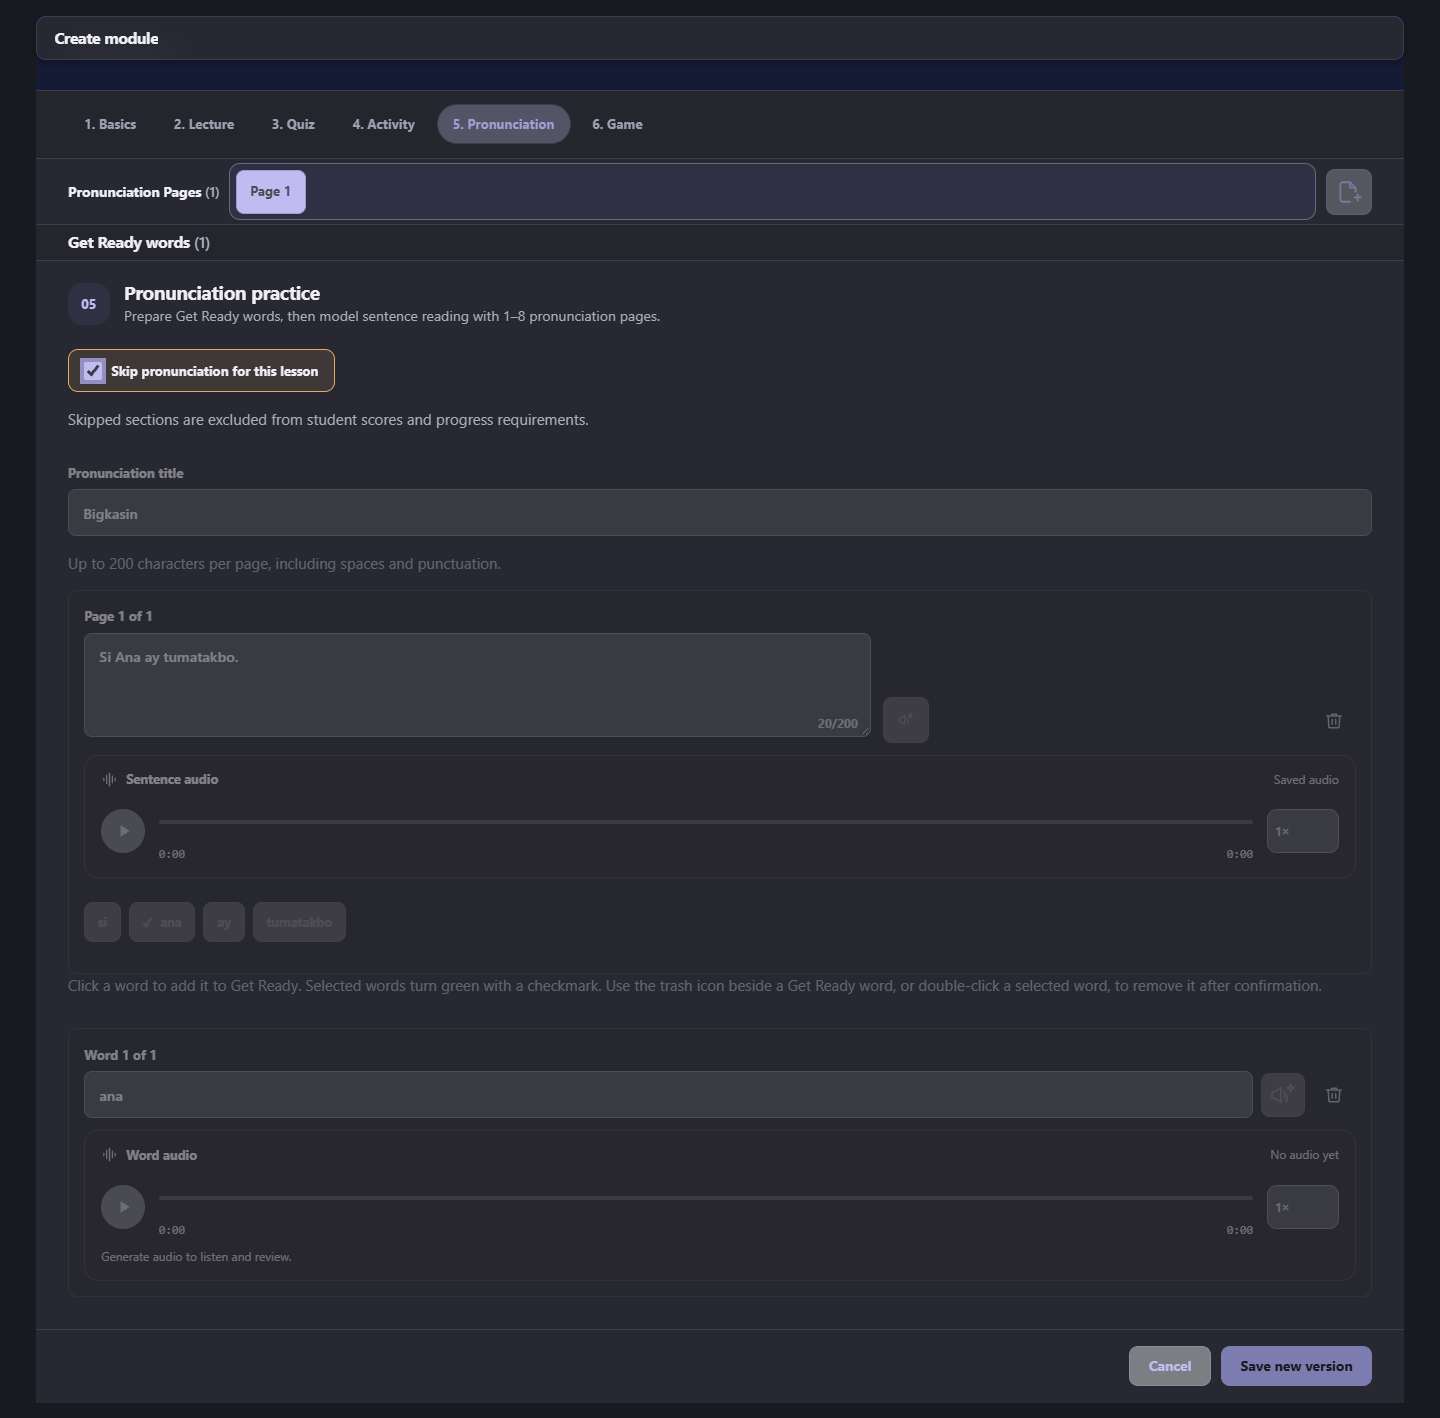 Create module
1. Basics
2. Lecture
3. Quiz
4. Activity
5. Pronunciation
6. Game
Pronunciation Pages (1)
Page 1
Get Ready words (1)
05
Pronunciation practice
Prepare Get Ready words, then model sentence reading with 1–8 pronunciation pages.
Skip pronunciation for this lesson
Skipped sections are excluded from student scores and progress requirements.
Pronunciation title
Bigkasin
Up to 200 characters per page, including spaces and punctuation.
Page 1 of 1
Si Ana ay tumatakbo.
20/200
Sentence audio
Saved audio
1×
0:00
0:00
si
✓ ana
ay
tumatakbo
Click a word to add it to Get Ready. Selected words turn green with a checkmark. Use the trash icon beside a Get Ready word, or double-click a selected word, to remove it after confirmation.
Word 1 of 1
ana
Word audio
No audio yet
1×
0:00
0:00
Generate audio to listen and review.
Cancel
Save new version